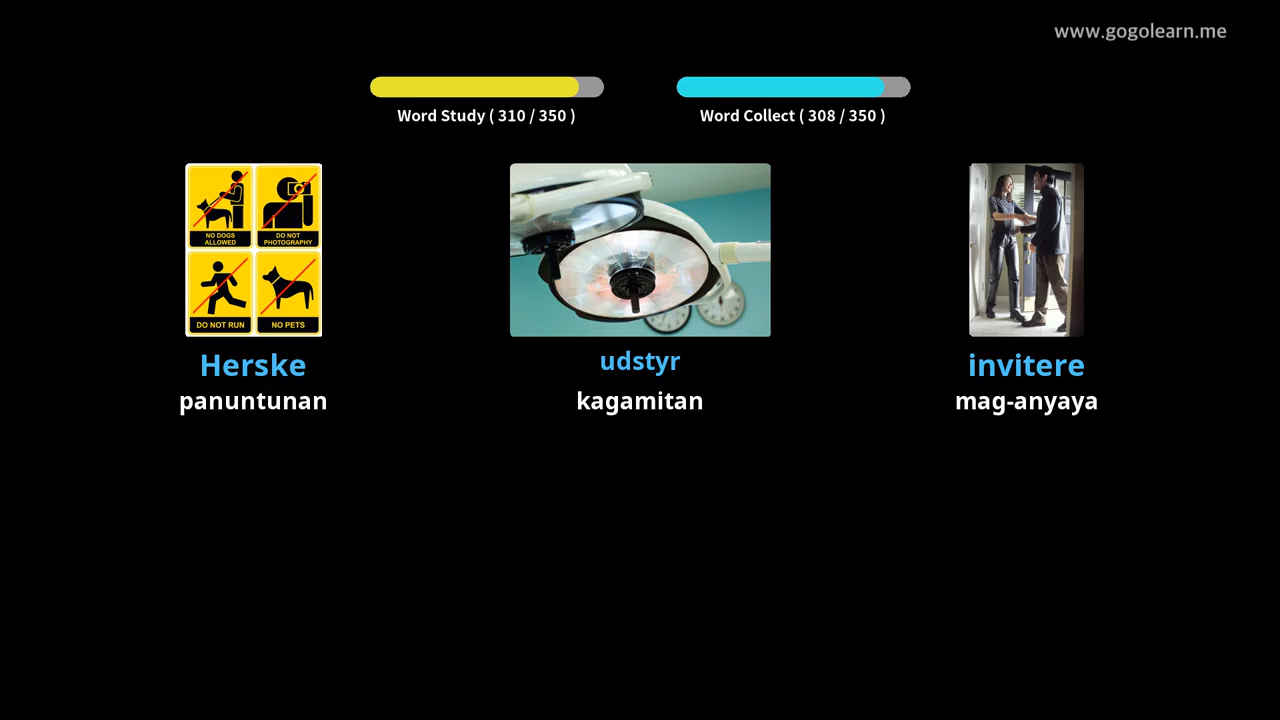 www.gogolearn.me
Word Study ( 310 / 350 )
Word Collect ( 308 / 350 )
NO DOGS
ALLOWED
DO NOT
PHOTOGRAPHY
DO NOT RUN
NO PETS
Herske
udstyr
invitere
panuntunan
kagamitan
mag-anyaya